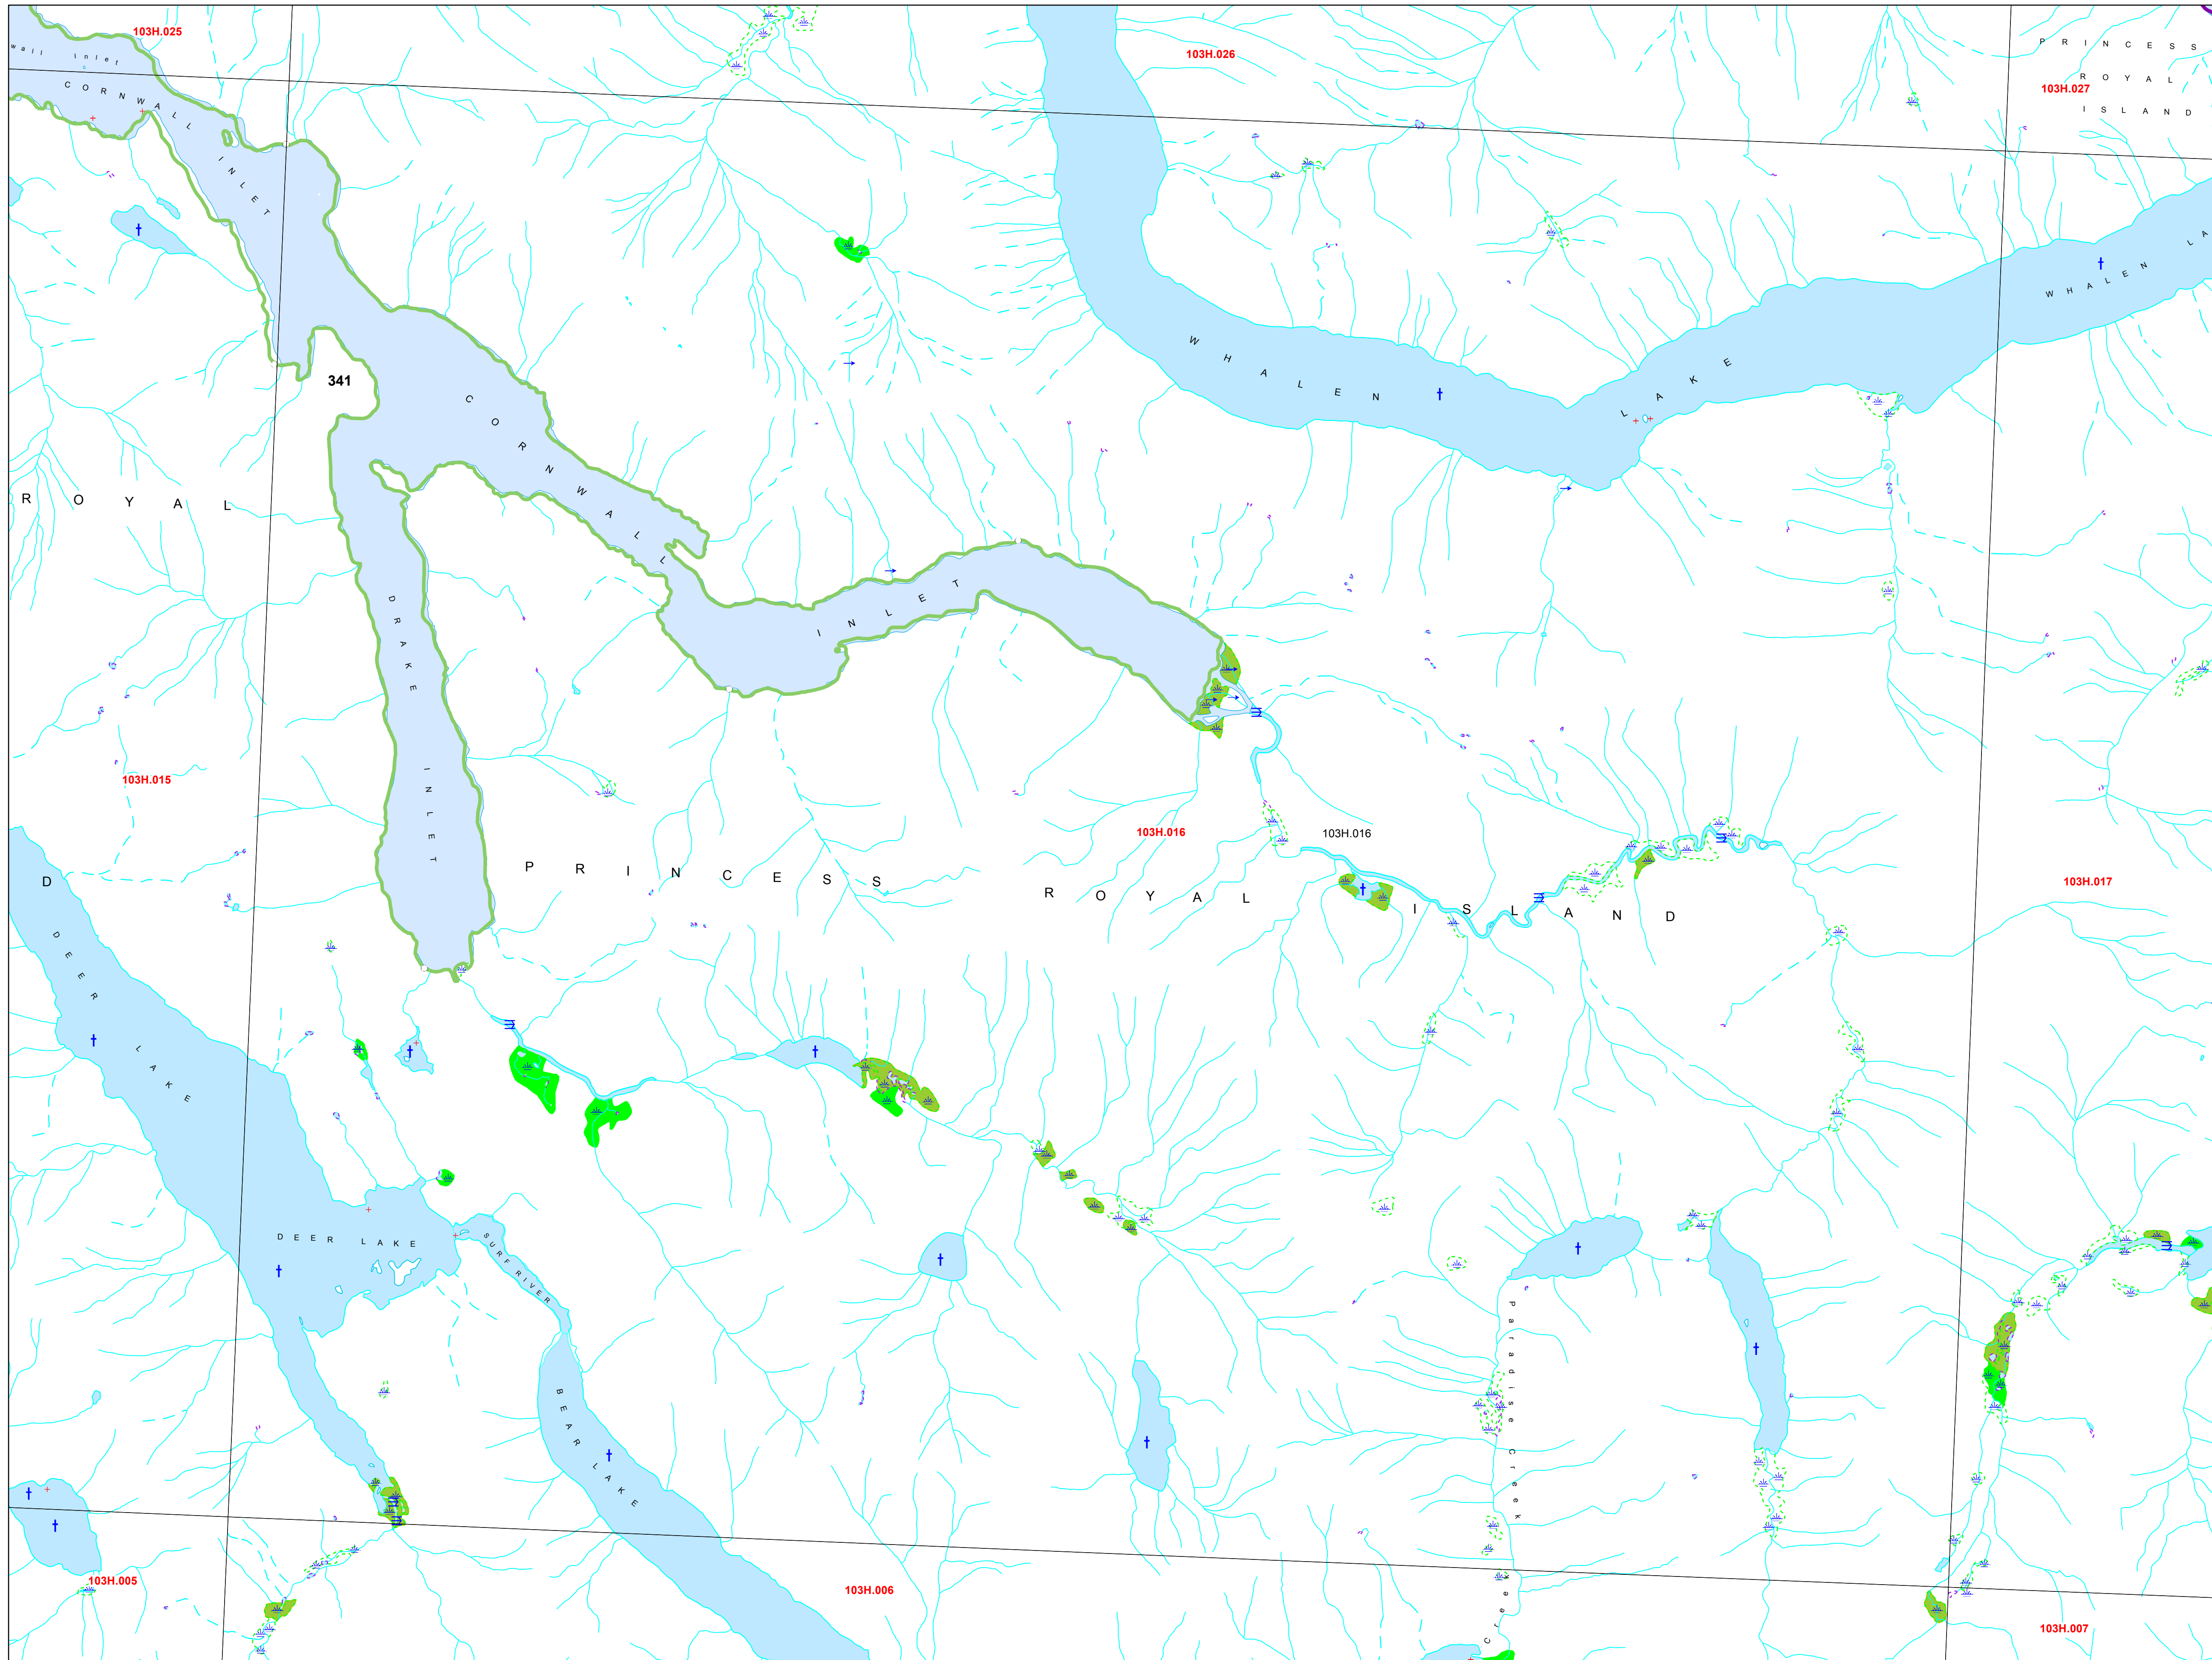 103H.025
103H.026
PRINCESS
ROYAL
ISLAND
103H.027
wall Inlet
CORNWALL INLET
WHALEN LA
WHALEN LAKE
341
CORNWALL INLET
ROYAL
DRAKE INLET
103H.015
103H.016
103H.016
103H.017
PRINCESS
ROYAL
ISLAND
D
DEER LAKE
DEER LAKE
SURF RIVER
BEAR LAKE
Paradise Creek
Creek
103H.005
103H.006
103H.007